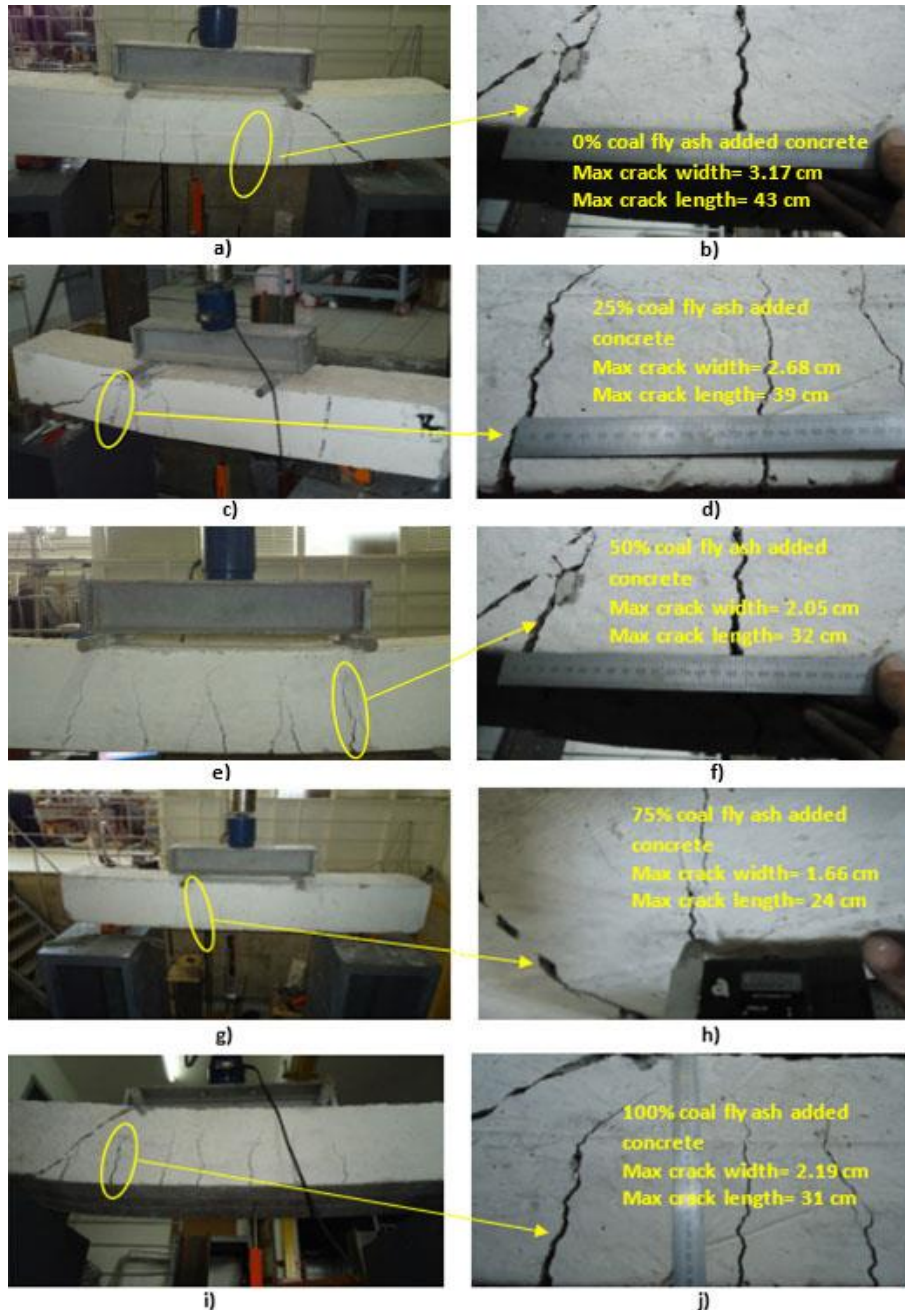 a)
b)
0% coal fly ash added concrete
Max crack width= 3.17 cm
Max crack length= 43 cm
c)
d)
25% coal fly ash added
concrete
Max crack width= 2.68 cm
Max crack length= 39 cm
e)
f)
50% coal fly ash added
concrete
Max crack width= 2.05 cm
Max crack length= 32 cm
g)
h)
75% coal fly ash added
concrete
Max crack width= 1.66 cm
Max crack length= 24 cm
i)
j)
100% coal fly ash added
concrete
Max crack width= 2.19 cm
Max crack length= 31 cm